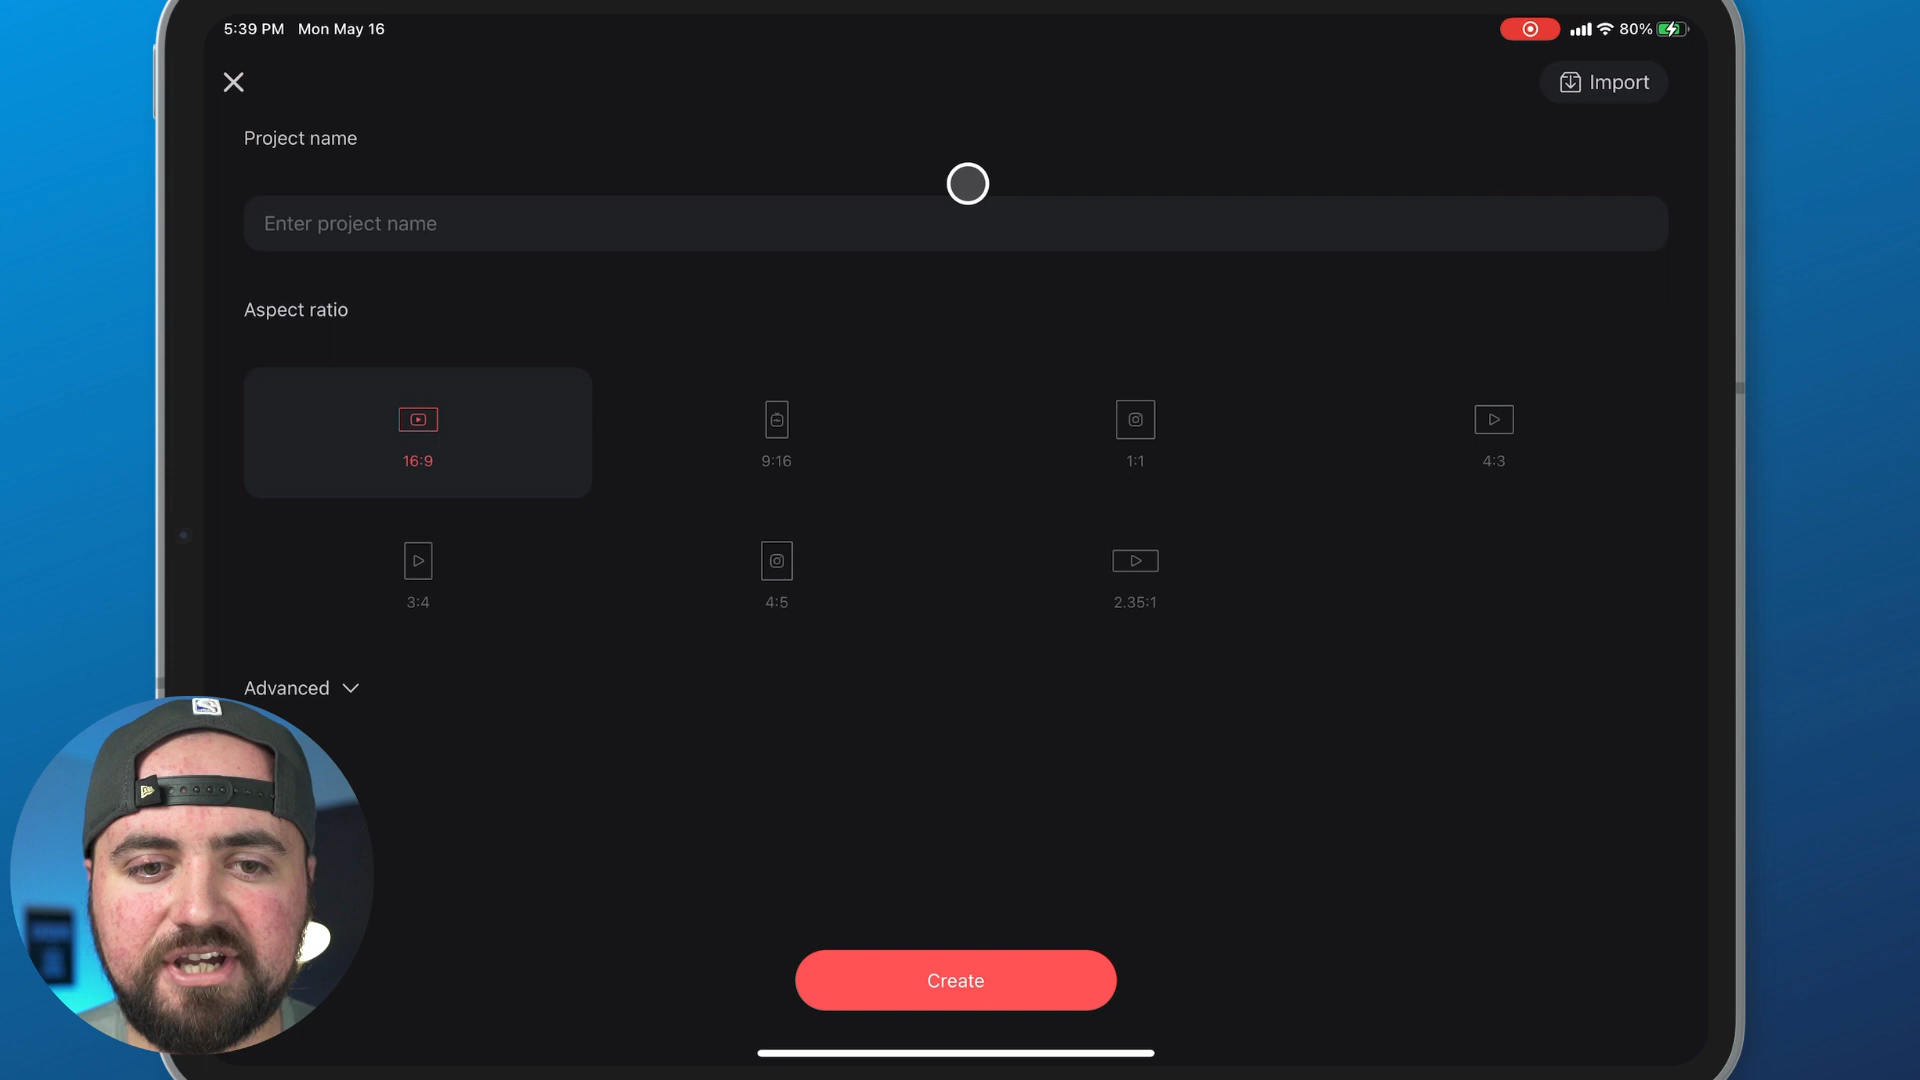 5:39 PM Mon May 16
80%
Import
Project name
Enter project name
Aspect ratio
16:9
9:16
1:1
4:3
3:4
4:5
2.35:1
Advanced
Create